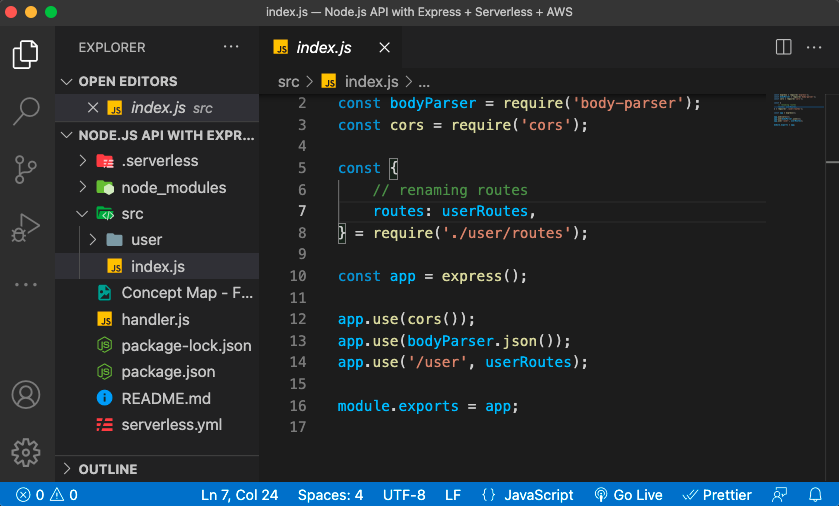 index.js — Node.js API with Express + Serverless + AWS
EXPLORER
OPEN EDITORS
index.js src
NODE.JS API WITH EXPR...
.serverless
node_modules
src
user
index.js
Concept Map - F...
handler.js
package-lock.json
package.json
README.md
serverless.yml
OUTLINE
index.js
src > index.js > ...
2 const bodyParser = require('body-parser');
3 const cors = require('cors');
4
5 const {
6 // renaming routes
7 routes: userRoutes,
8 } = require('./user/routes');
9
10 const app = express();
11
12 app.use(cors());
13 app.use(bodyParser.json());
14 app.use('/user', userRoutes);
15
16 module.exports = app;
17
0 0 Ln 7, Col 24 Spaces: 4 UTF-8 LF {} JavaScript Go Live Prettier